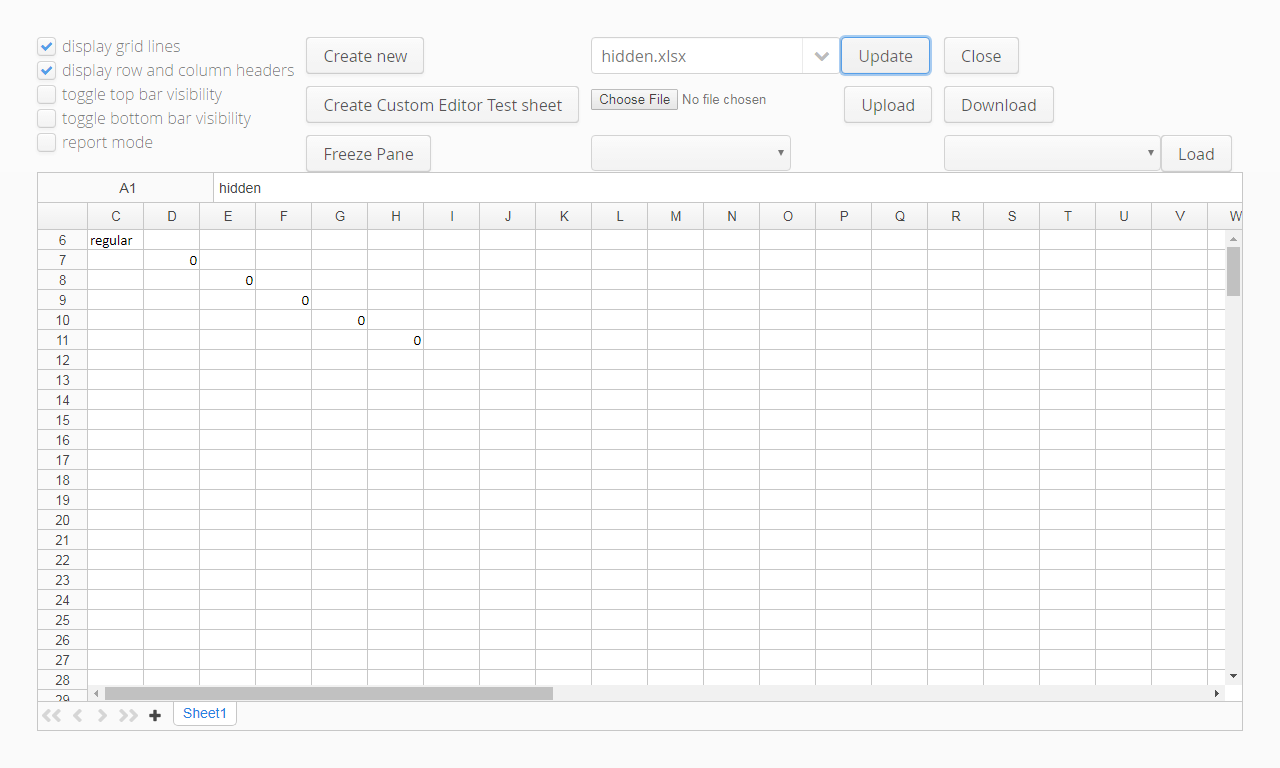 display grid lines
display row and column headers
toggle top bar visibility
toggle bottom bar visibility
report mode
Create new
hidden.xlsx
Update
Close
Create Custom Editor Test sheet
Choose File No file chosen
Upload
Download
Freeze Pane
Load
A1 hidden
C D E F G H I J K L M N O P Q R S T U V W
6 regular
7 0
8 0
9 0
10 0
11 0
12
13
14
15
16
17
18
19
20
21
22
23
24
25
26
27
28
29
Sheet1